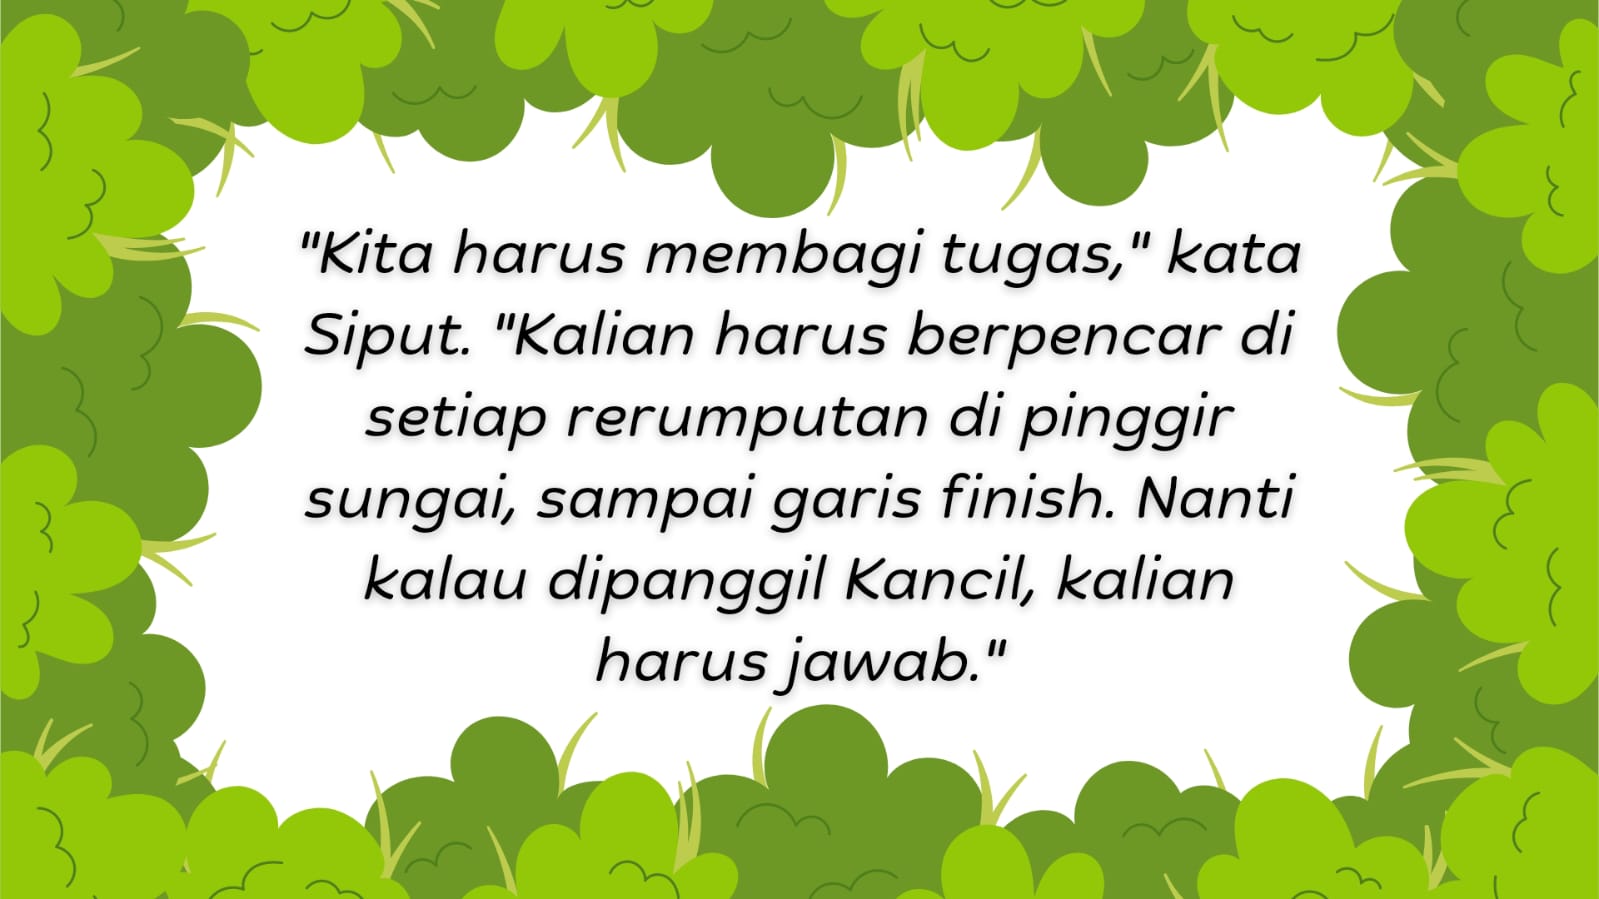 "Kita harus membagi tugas," kata
Siput. "Kalian harus berpencar di
setiap rerumputan di pinggir
sungai, sampai garis finish. Nanti
kalau dipanggil Kancil, kalian
harus jawab."